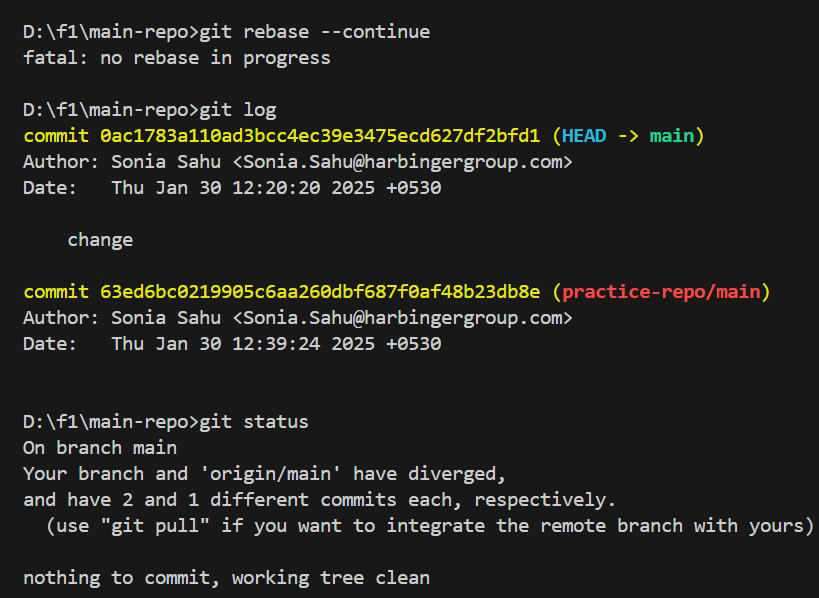 D:\f1\main-repo>git rebase --continue
fatal: no rebase in progress
D:\f1\main-repo>git log
commit 0ac1783a110ad3bcc4ec39e3475ecd627df2bfd1 (HEAD -> main)
Author: Sonia Sahu <Sonia.Sahu@harbingergroup.com>
Date:   Thu Jan 30 12:20:20 2025 +0530
    change
commit 63ed6bc0219905c6aa260dbf687f0af48b23db8e (practice-repo/main)
Author: Sonia Sahu <Sonia.Sahu@harbingergroup.com>
Date:   Thu Jan 30 12:39:24 2025 +0530
D:\f1\main-repo>git status
On branch main
Your branch and 'origin/main' have diverged,
and have 2 and 1 different commits each, respectively.
  (use "git pull" if you want to integrate the remote branch with yours)
nothing to commit, working tree clean